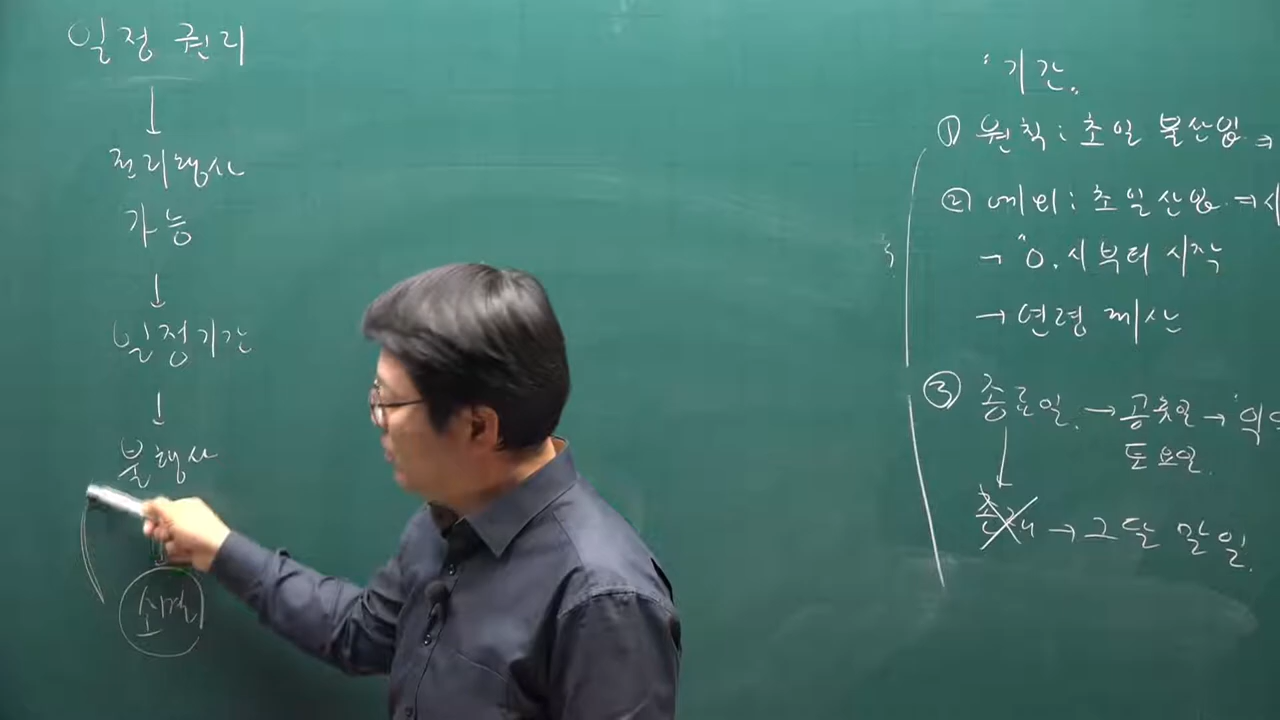 일정 권리
↓
권리행사
가능
↓
일정기간
↓
불행사
↓
소멸
"기간"
① 원칙 : 초일 불산입 ⇒
② 예외 : 초일산입 ⇒ 시
→ "0"시부터 시작
→ 연령 계산
③ 종료일 → 공휴일 → "익일
토요일
↓
→ 그 달 말일